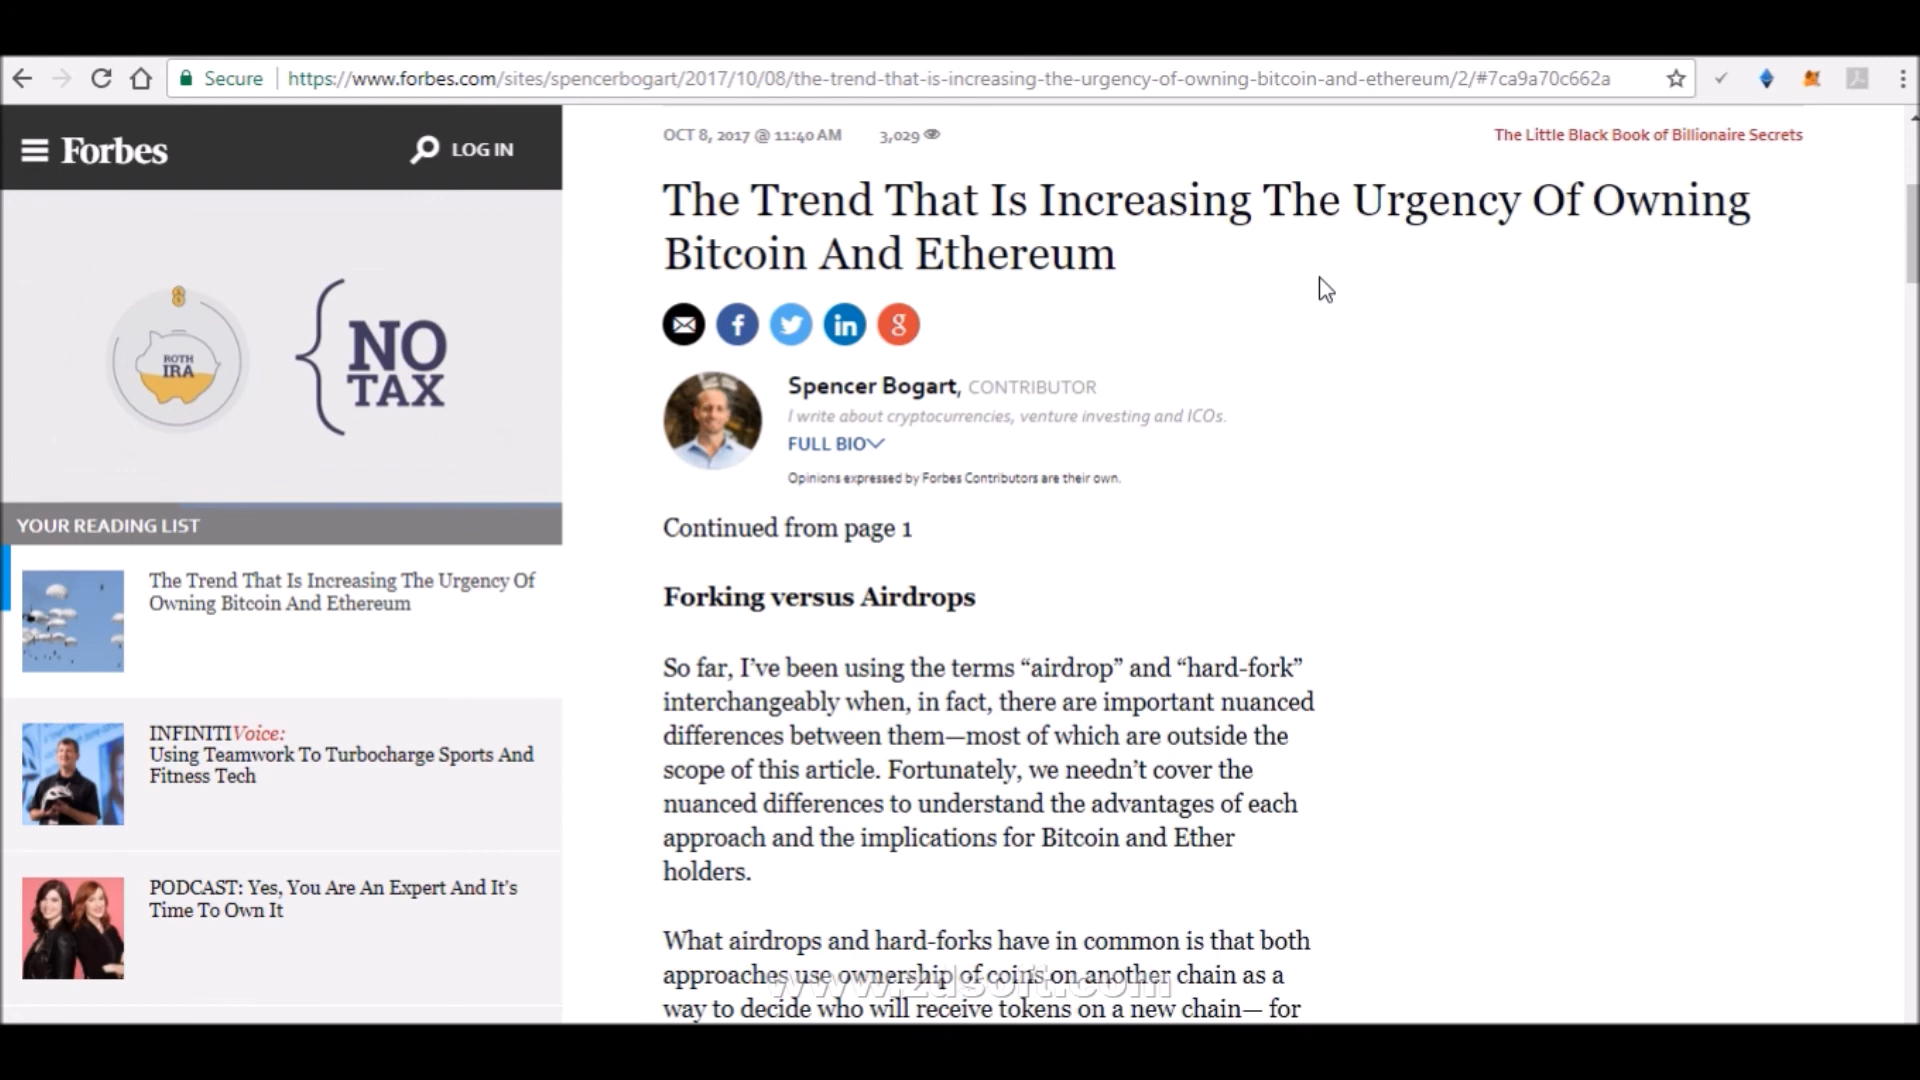 Secure
https://www.forbes.com/sites/spencerbogart/2017/10/08/the-trend-that-is-increasing-the-urgency-of-owning-bitcoin-and-ethereum/2/#7ca9a70c662a
Forbes
LOG IN
ROTH
IRA
NO
TAX
YOUR READING LIST
The Trend That Is Increasing The Urgency Of
Owning Bitcoin And Ethereum
INFINITIVoice:
Using Teamwork To Turbocharge Sports And
Fitness Tech
PODCAST: Yes, You Are An Expert And It's
Time To Own It
OCT 8, 2017 @ 11:40 AM 3,029
The Little Black Book of Billionaire Secrets
The Trend That Is Increasing The Urgency Of Owning
Bitcoin And Ethereum
Spencer Bogart, CONTRIBUTOR
I write about cryptocurrencies, venture investing and ICOs.
FULL BIO
Opinions expressed by Forbes Contributors are their own.
Continued from page 1
Forking versus Airdrops
So far, I’ve been using the terms “airdrop” and “hard-fork”
interchangeably when, in fact, there are important nuanced
differences between them—most of which are outside the
scope of this article. Fortunately, we needn’t cover the
nuanced differences to understand the advantages of each
approach and the implications for Bitcoin and Ether
holders.
What airdrops and hard-forks have in common is that both
approaches use ownership of coins on another chain as a
way to decide who will receive tokens on a new chain— for
www.zdsoft.com